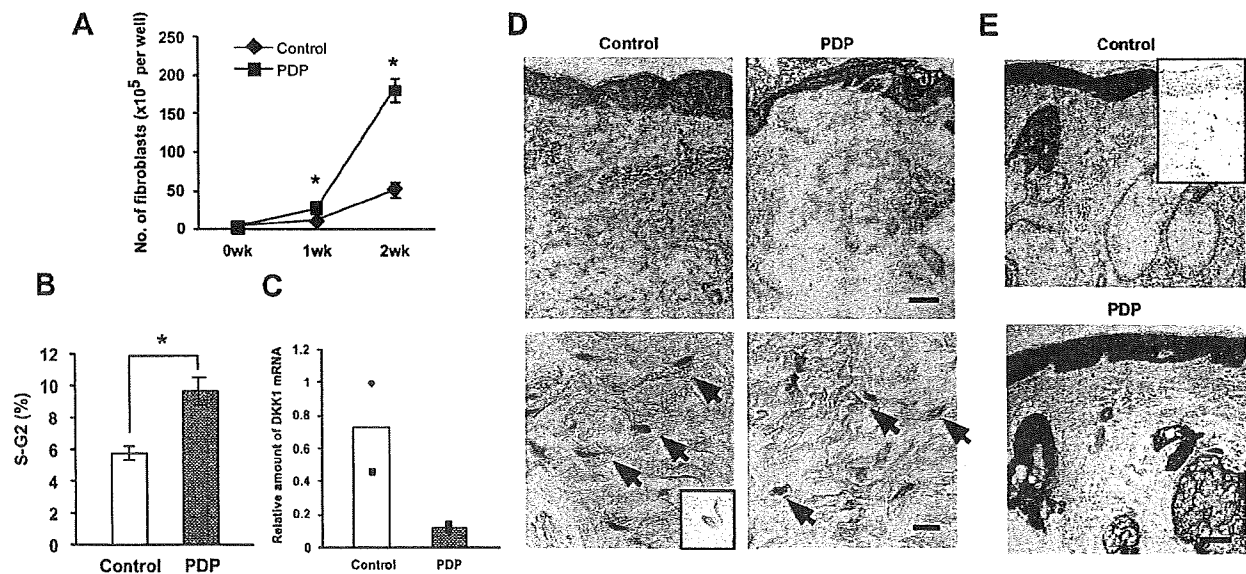 A
No. of fibroblasts (x10⁵ per well)
250
200
150
100
50
0
Control
PDP
*
*
0wk 1wk 2wk
B
S-G2 (%)
12
10
8
6
4
2
0
*
Control PDP
C
Relative amount of DKK1 mRNA
1.2
1
0.8
0.6
0.4
0.2
0
Control PDP
D
Control PDP
E
Control
PDP